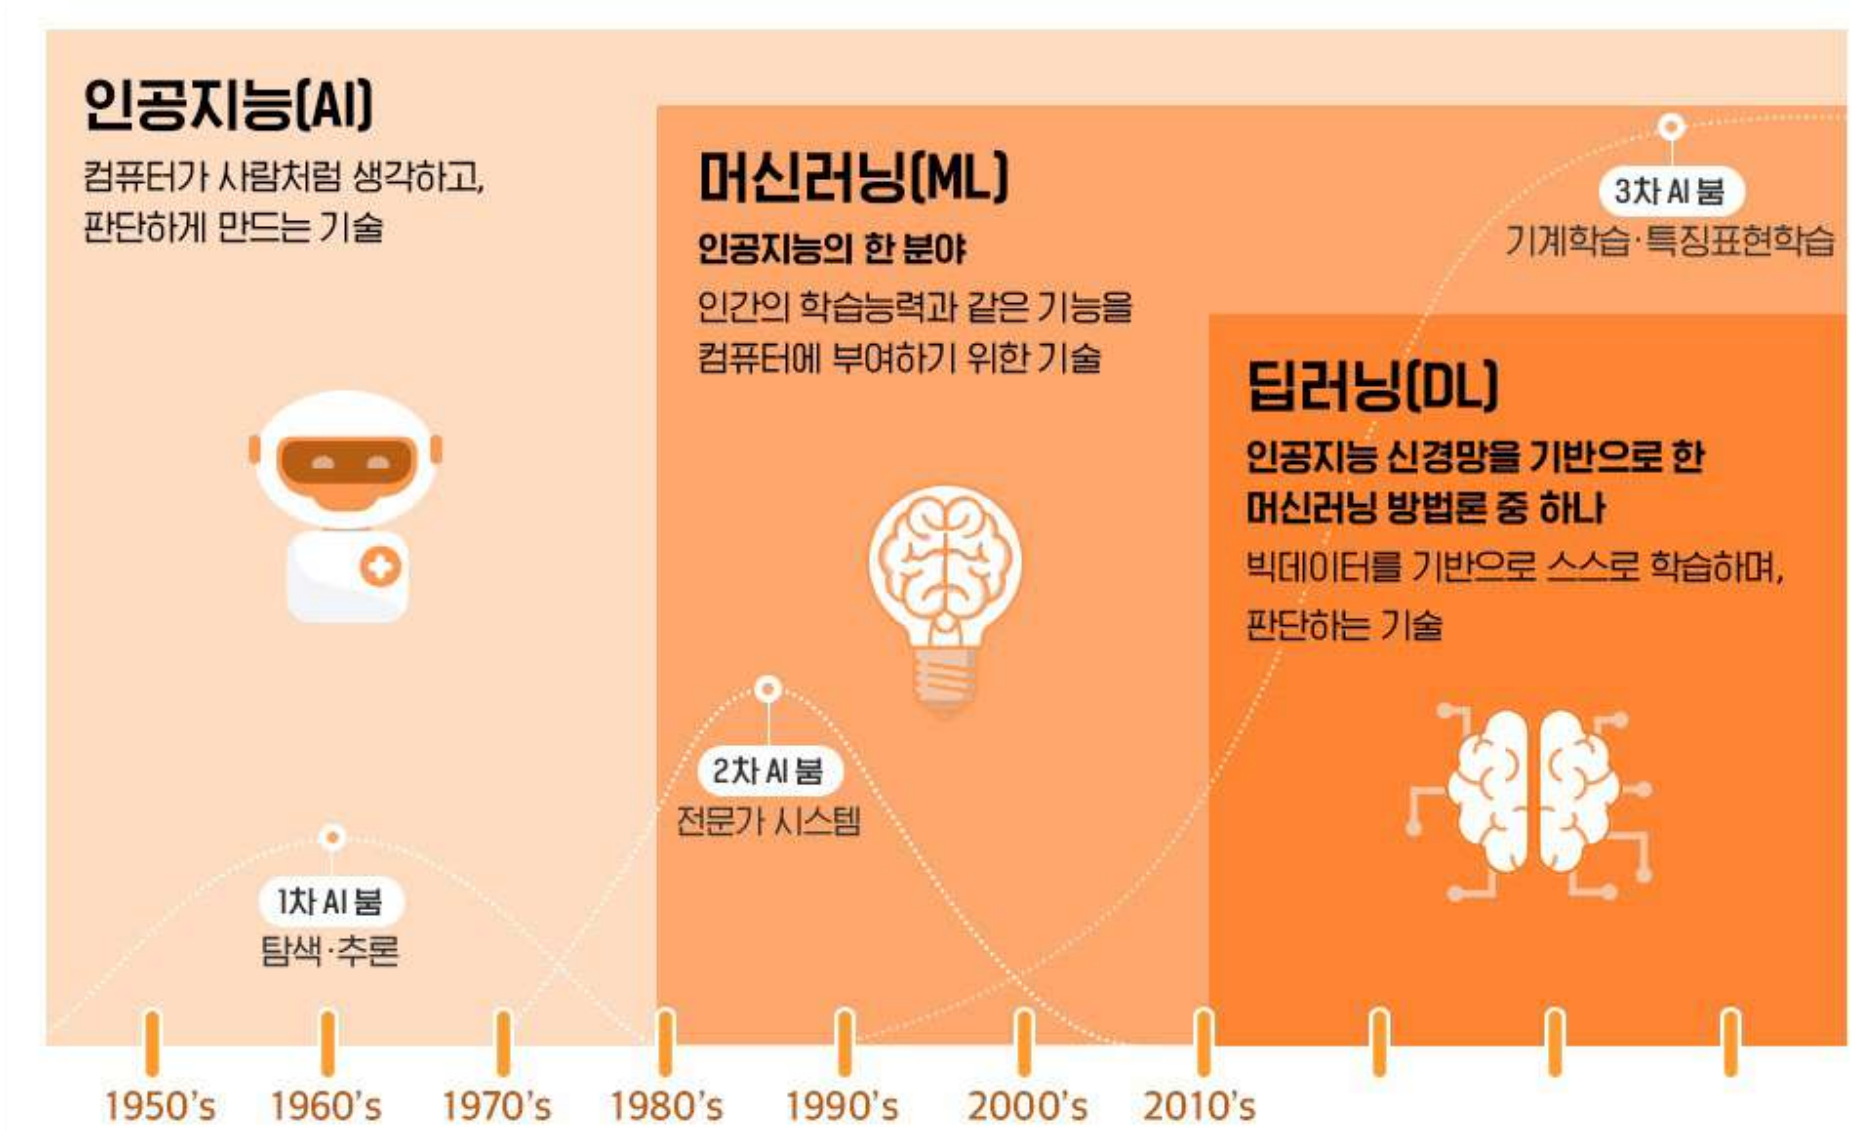 인공지능(AI)
컴퓨터가 사람처럼 생각하고,
판단하게 만드는 기술
머신러닝(ML)
인공지능의 한 분야
인간의 학습능력과 같은 기능을
컴퓨터에 부여하기 위한 기술
3차 AI 붐
기계학습·특징표현학습
딥러닝(DL)
인공지능 신경망을 기반으로 한
머신러닝 방법론 중 하나
빅데이터를 기반으로 스스로 학습하며,
판단하는 기술
2차 AI 붐
전문가 시스템
1차 AI 붐
탐색·추론
1950's 1960's 1970's 1980's 1990's 2000's 2010's